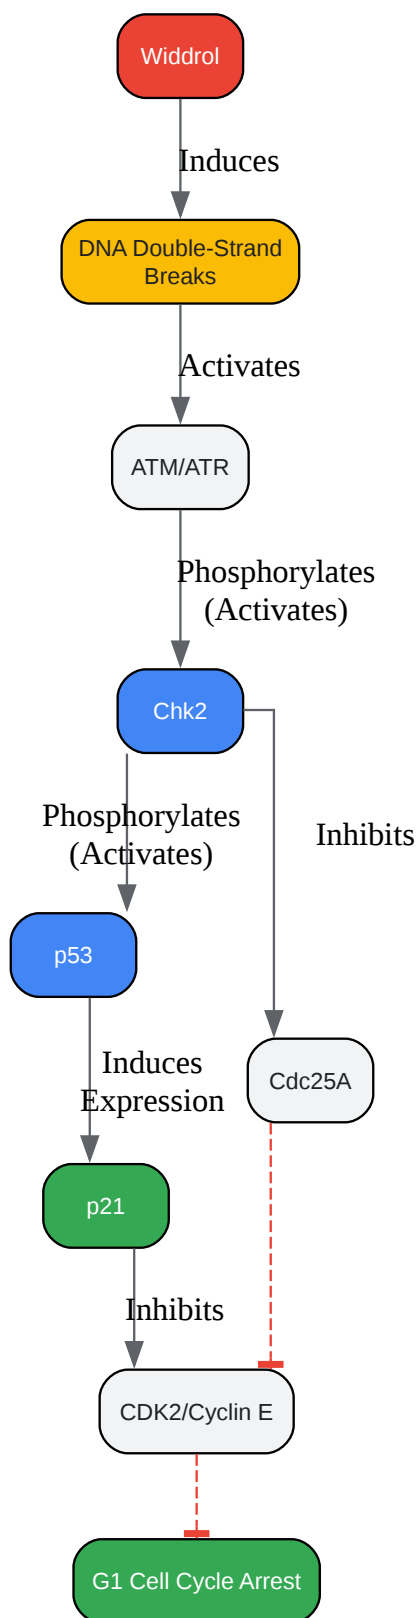 Widdrol
Induces
DNA Double-Strand
Breaks
Activates
ATM/ATR
Phosphorylates
(Activates)
Chk2
Phosphorylates
(Activates)
Inhibits
p53
Induces
Expression
Cdc25A
p21
Inhibits
CDK2/Cyclin E
G1 Cell Cycle Arrest